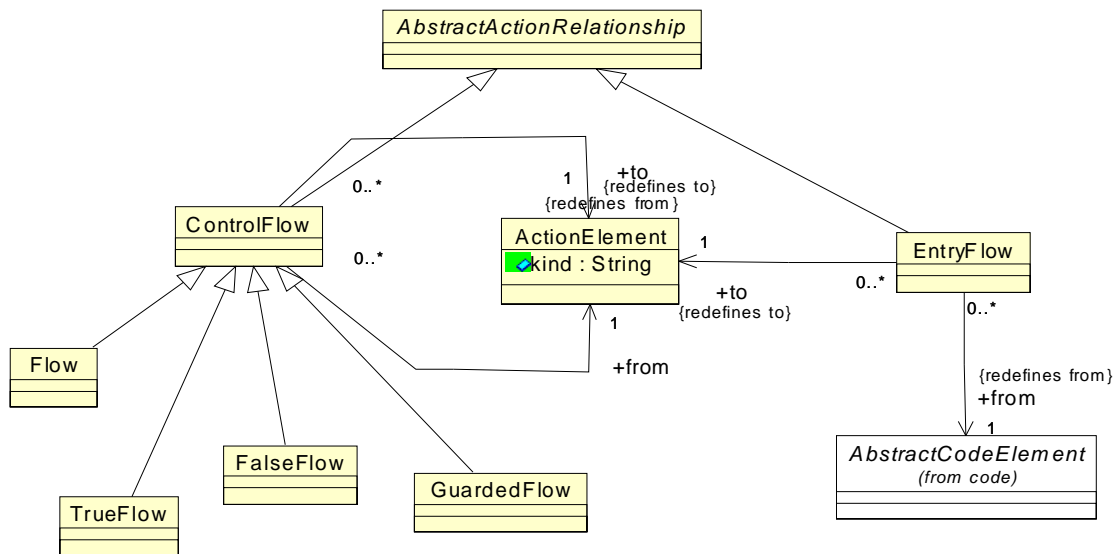 AbstractActionRelationship
0..*
1
+to
{redefines to}
{redefines from}
ControlFlow
ActionElement
kind : String
1
EntryFlow
0..*
0..*
0..*
+to
{redefines to}
1
+from
Flow
{redefines from}
+from
1
FalseFlow
GuardedFlow
TrueFlow
AbstractCodeElement
(from code)